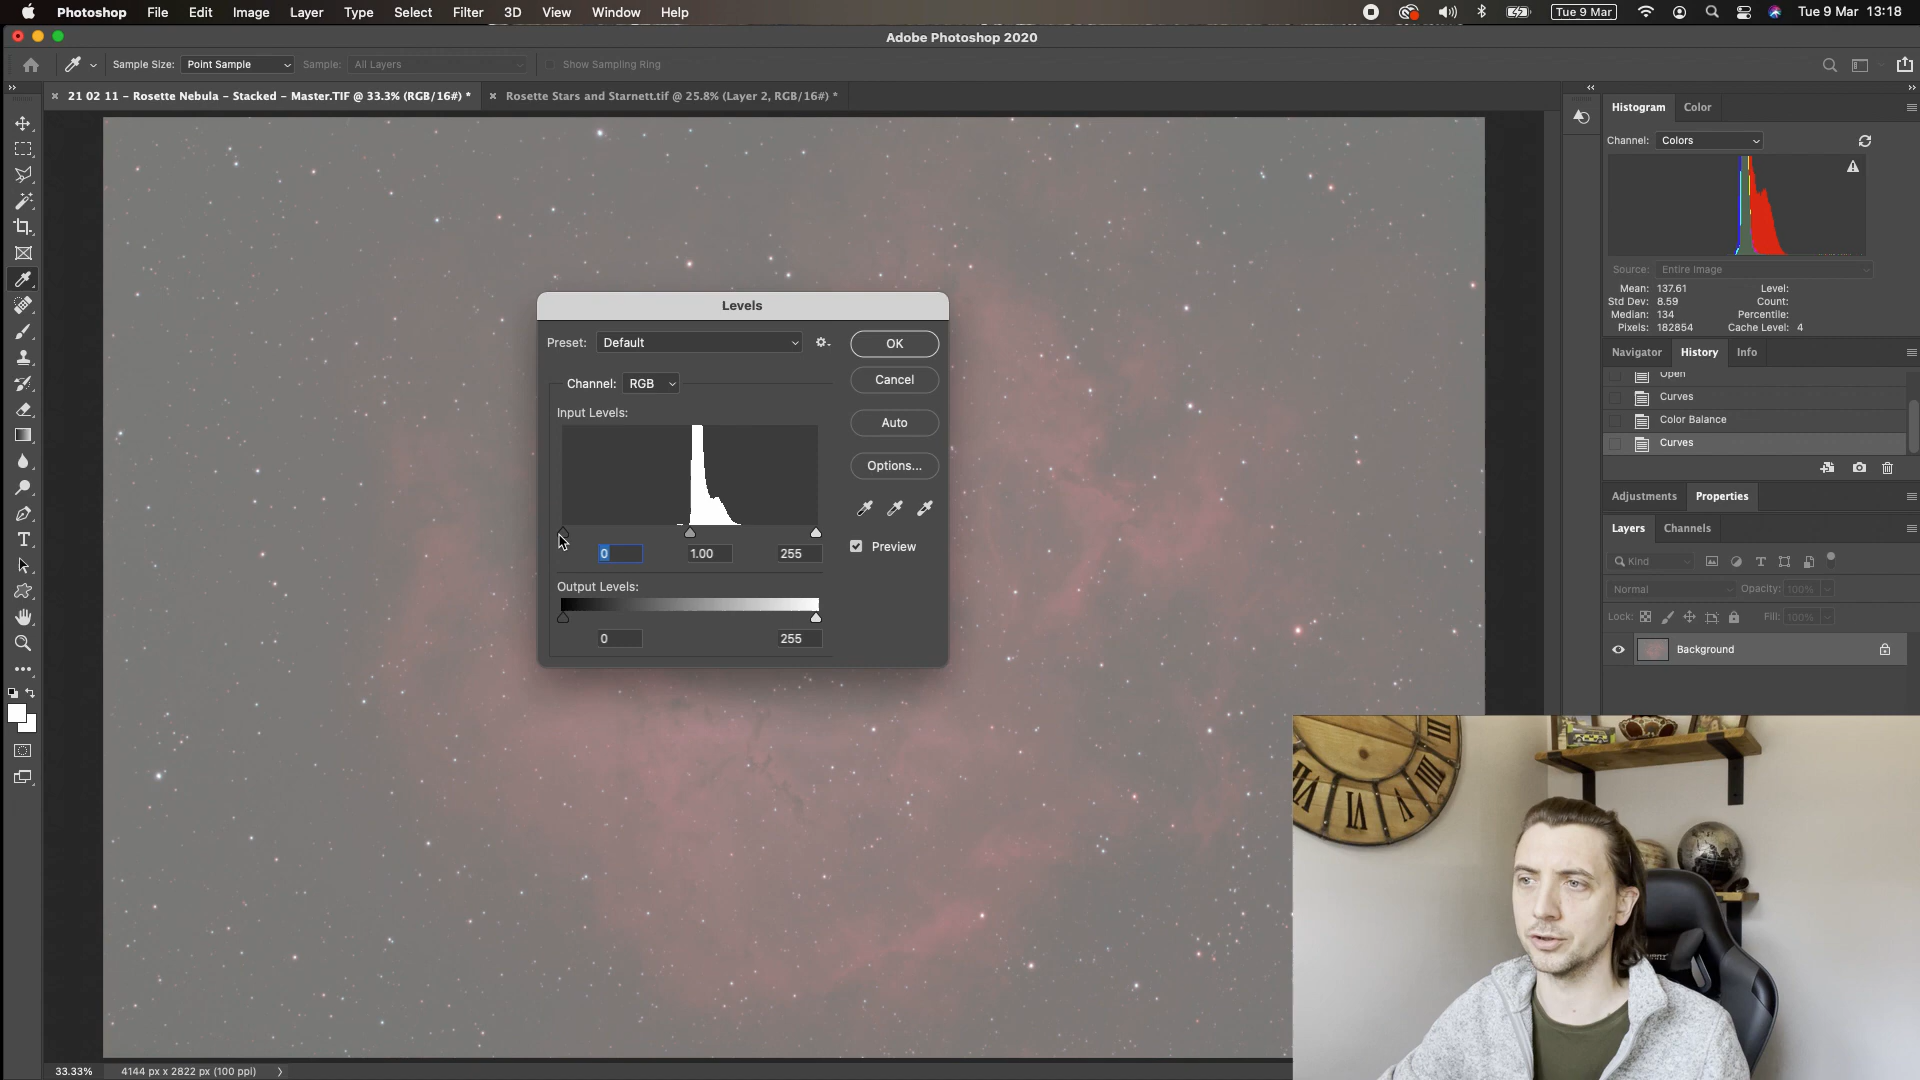 Photoshop File Edit Image Layer Type Select Filter 3D View Window Help Tue 9 Mar Tue 9 Mar 13:18
Adobe Photoshop 2020
Sample Size: Point Sample Sample: All Layers Show Sampling Ring
21 02 11 – Rosette Nebula – Stacked – Master.TIF @ 33.3% (RGB/16#) * Rosette Stars and Starnett.tif @ 25.8% (Layer 2, RGB/16#) *
Histogram Color
Channel: Colors
Source: Entire Image
Mean: 137.61 Level:
Std Dev: 8.59 Count:
Median: 134 Percentile:
Pixels: 182854 Cache Level: 4
Navigator History Info
Open
Curves
Color Balance
Curves
Adjustments Properties
Layers Channels
Kind
Normal Opacity: 100%
Lock: Fill: 100%
Background
Levels
Preset: Default OK
Channel: RGB Cancel
Input Levels: Auto
Options...
0 1.00 255 Preview
Output Levels:
0 255
33.33% 4144 px x 2822 px (100 ppi)